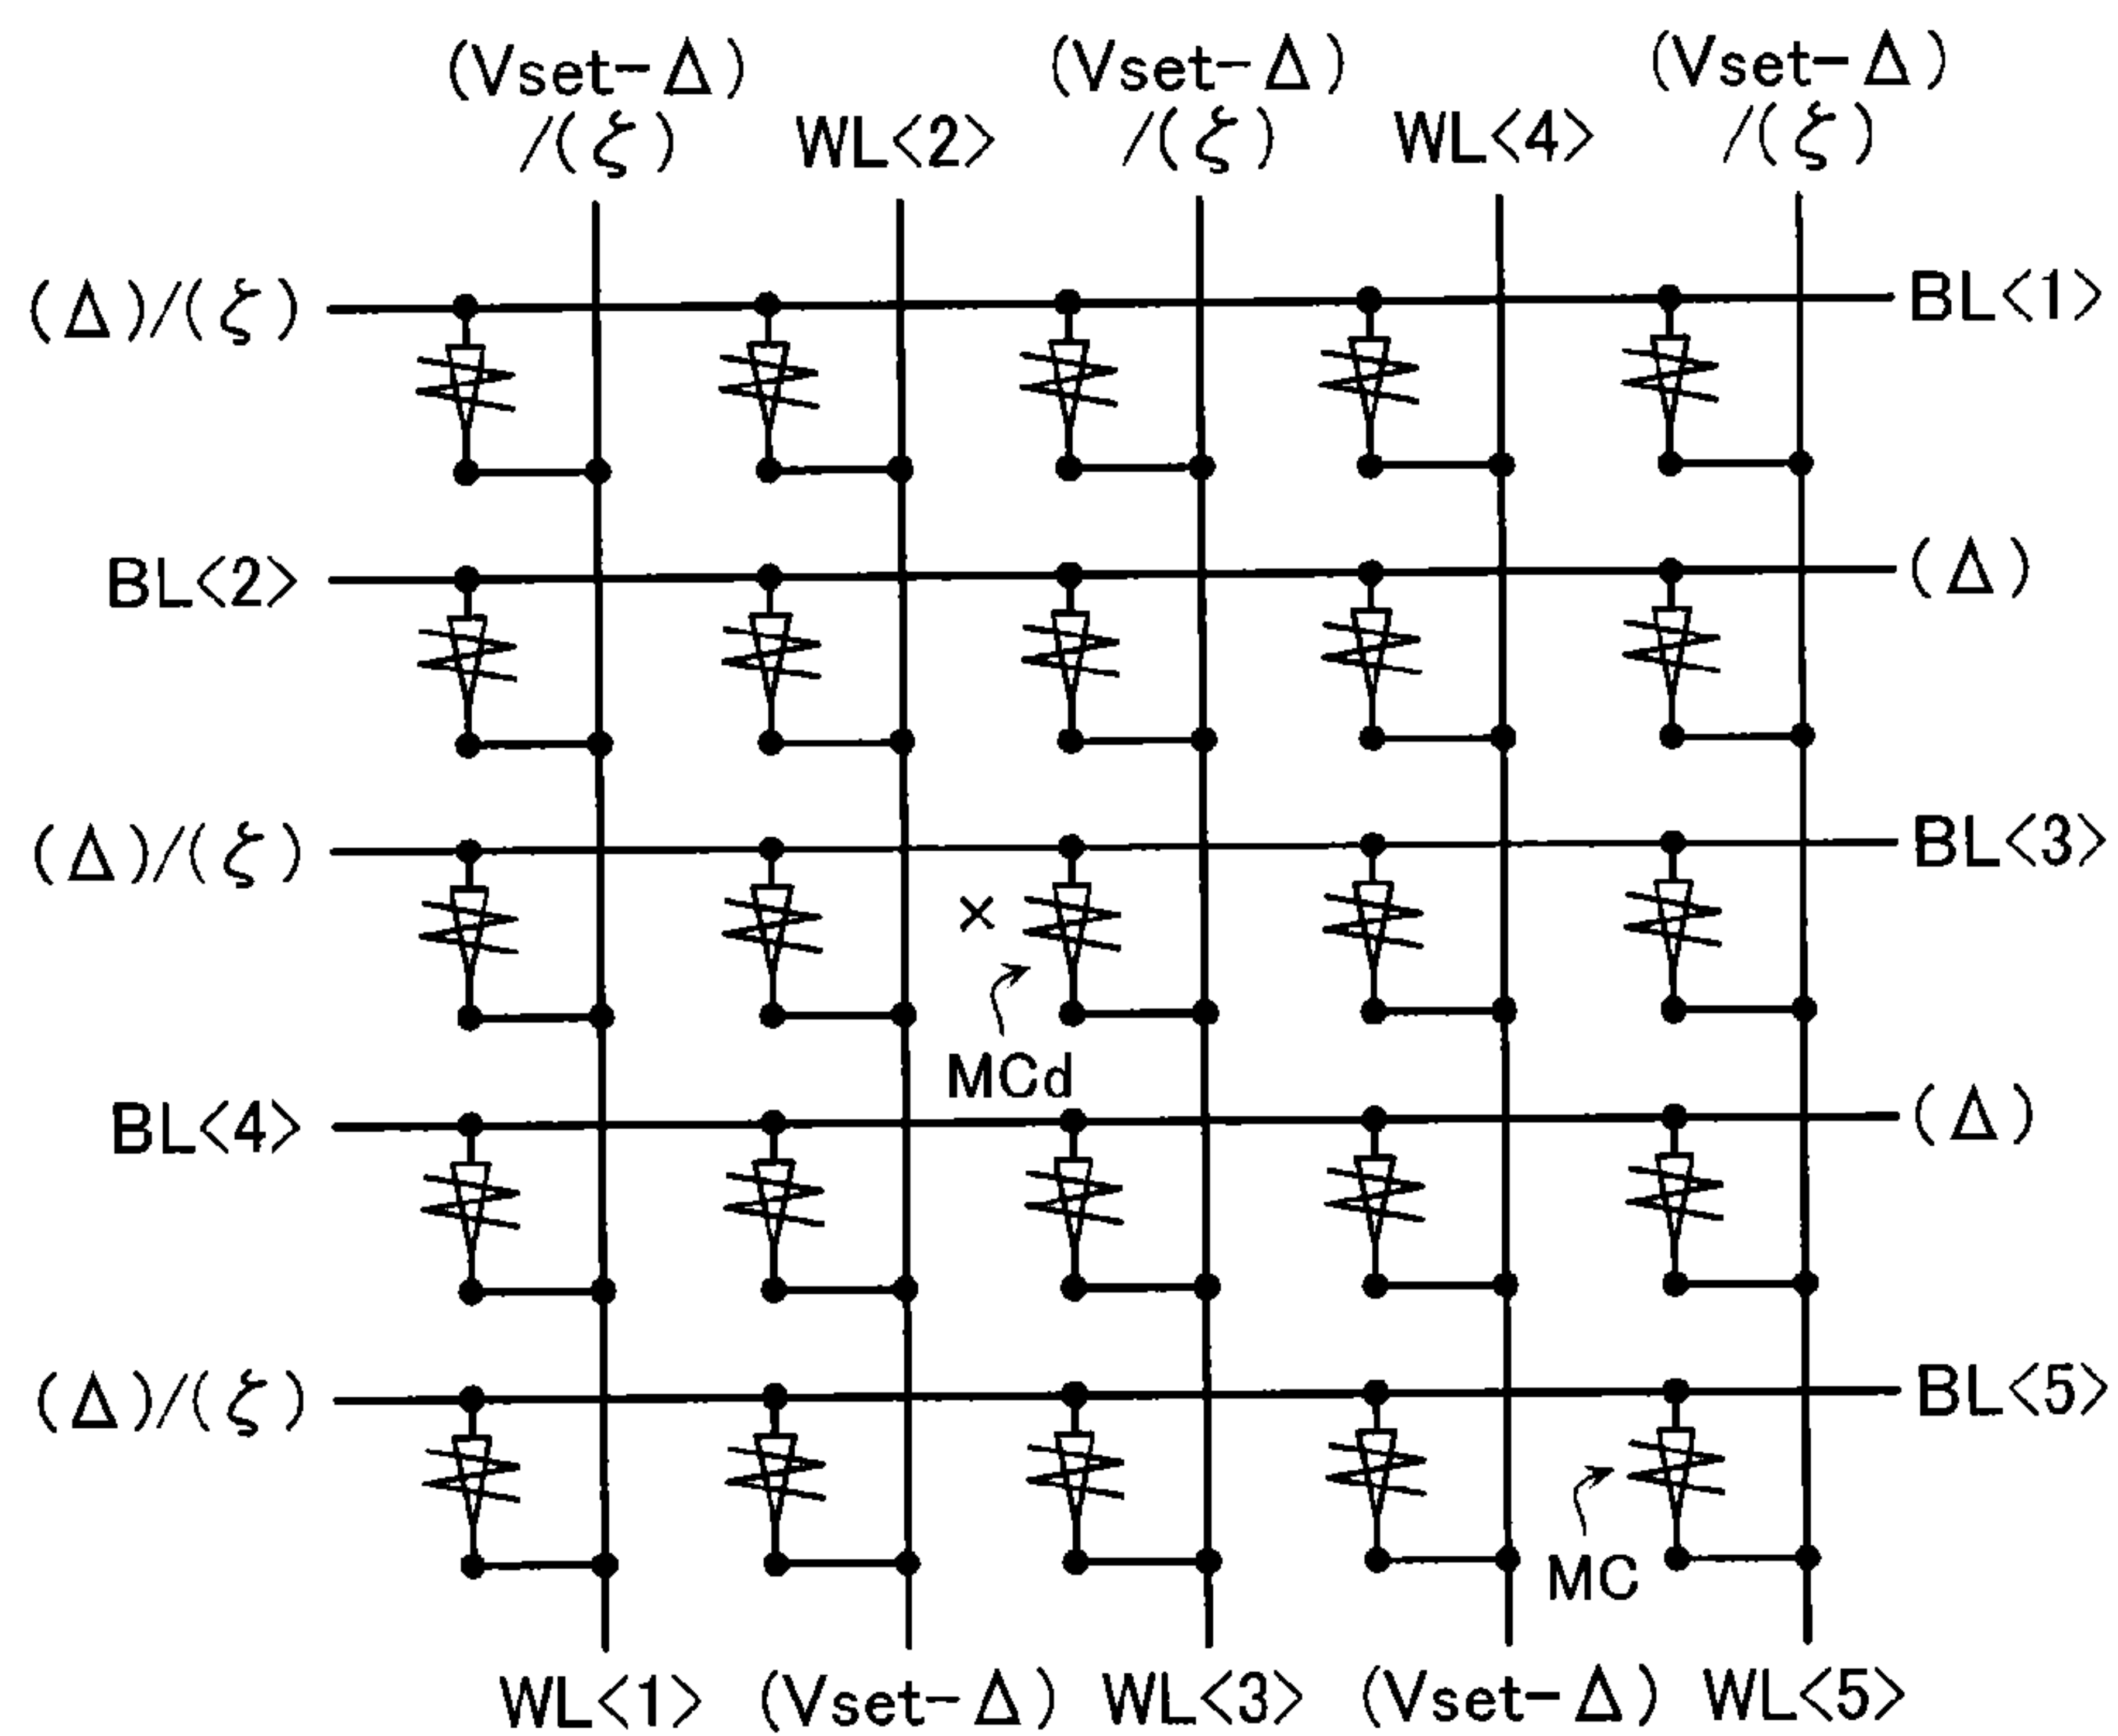 (Vset-Δ)
/(ζ)
WL<2>
(Vset-Δ)
/(ζ)
WL<4>
(Vset-Δ)
/(ζ)
(Δ)/(ζ)
BL<1>
BL<2>
(Δ)
(Δ)/(ζ)
BL<3>
×
MCd
BL<4>
(Δ)
(Δ)/(ζ)
BL<5>
MC
WL<1>
(Vset-Δ)
WL<3>
(Vset-Δ)
WL<5>